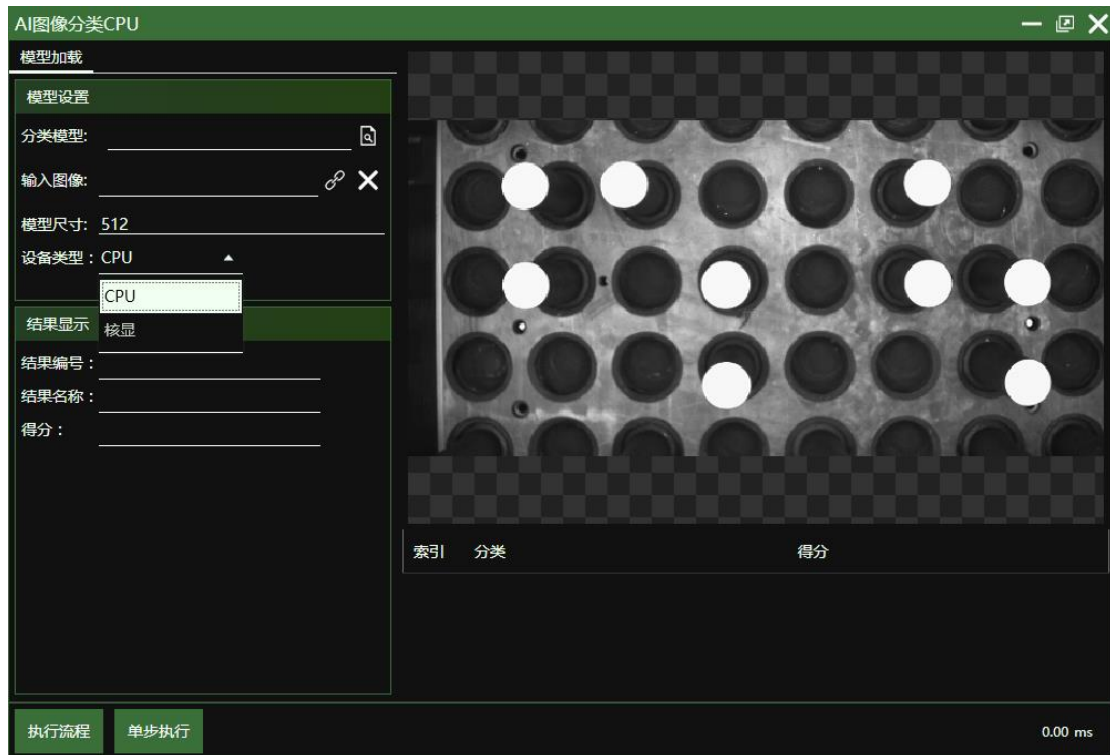 AI图像分类CPU
模型加载
模型设置
分类模型:
输入图像:
模型尺寸: 512
设备类型：CPU
CPU
核显
结果显示
结果编号：
结果名称：
得分：
索引 分类 得分
执行流程 单步执行 0.00 ms